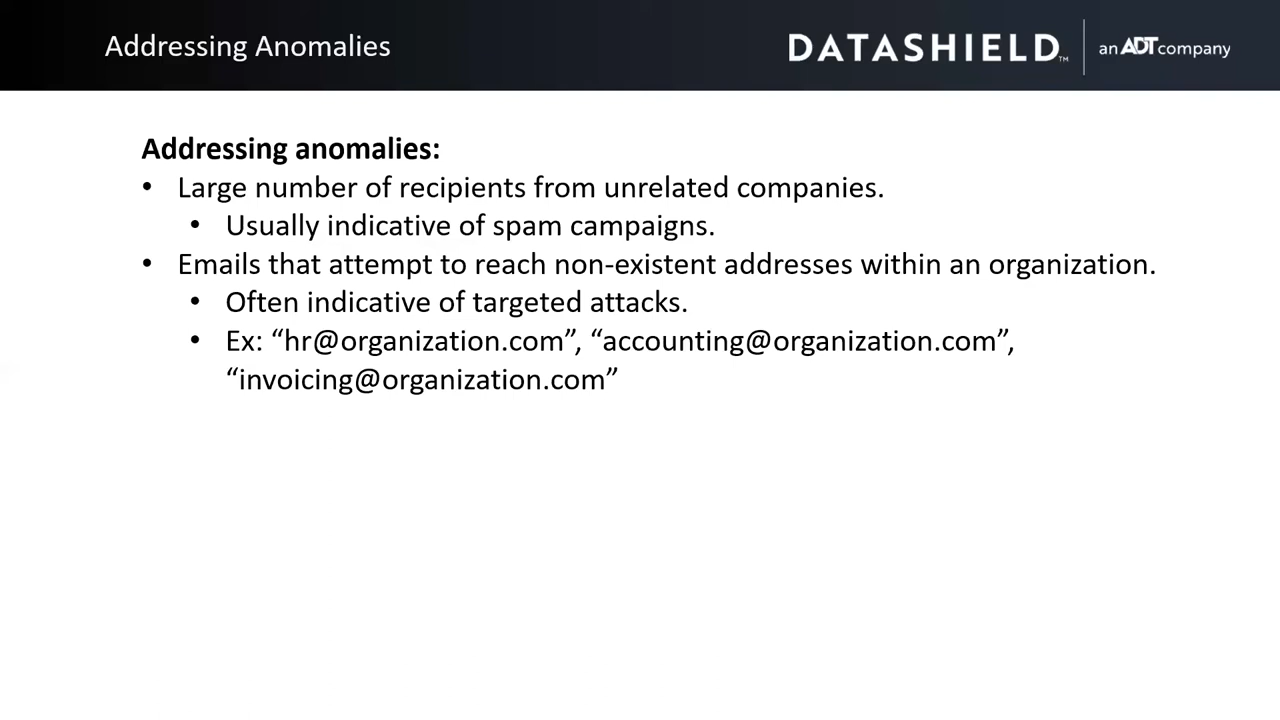 Addressing Anomalies
DATASHIELD™ an ADT company
Addressing anomalies:
• Large number of recipients from unrelated companies.
• Usually indicative of spam campaigns.
• Emails that attempt to reach non-existent addresses within an organization.
• Often indicative of targeted attacks.
• Ex: “hr@organization.com”, “accounting@organization.com”,
“invoicing@organization.com”